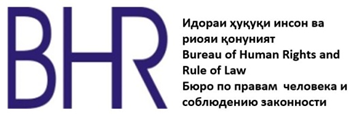 BHR
Идораи ҳуқуқи инсон ва
риояи қонуният
Bureau of Human Rights and
Rule of Law
Бюро по правам человека и
соблюдению законности